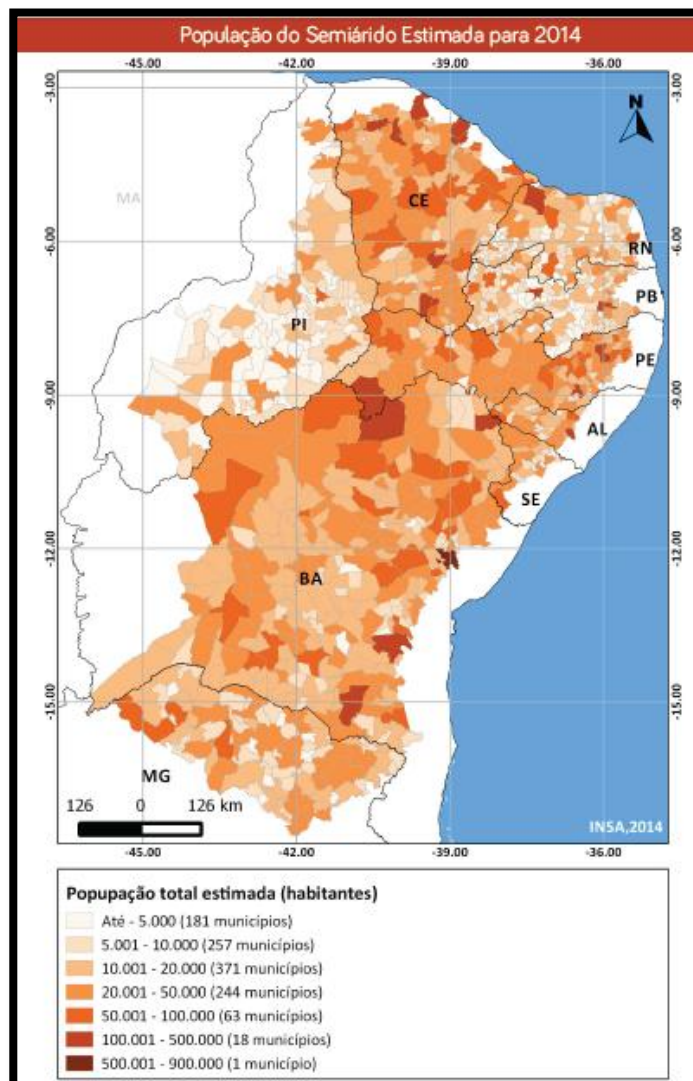 População do Semiárido Estimada para 2014
-45.00 -42.00 -39.00 -36.00
-3.00 -3.00
N
MA
CE
-6.00 -6.00
RN
PB
PI
PE
-9.00 -9.00
AL
SE
-12.00 -12.00
BA
-15.00 -15.00
MG
126 0 126 km
INSA,2014
-45.00 -42.00 -39.00 -36.00
Popupação total estimada (habitantes)
Até - 5.000 (181 municípios)
5.001 - 10.000 (257 municípios)
10.001 - 20.000 (371 municípios)
20.001 - 50.000 (244 municípios)
50.001 - 100.000 (63 municípios)
100.001 - 500.000 (18 municípios)
500.001 - 900.000 (1 município)